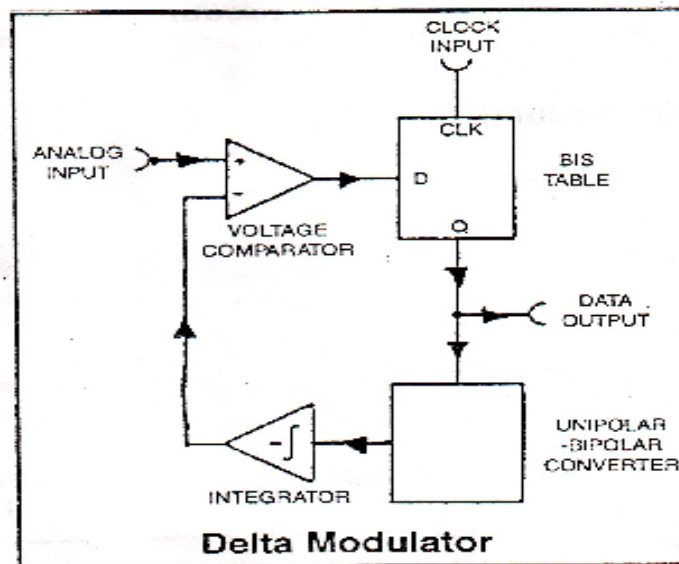 CLOCK
INPUT
CLK
ANALOG
INPUT
+
-
D
BIS
TABLE
Q
VOLTAGE
COMPARATOR
DATA
OUTPUT
-∫
UNIPOLAR
-BIPOLAR
CONVERTER
INTEGRATOR
Delta Modulator